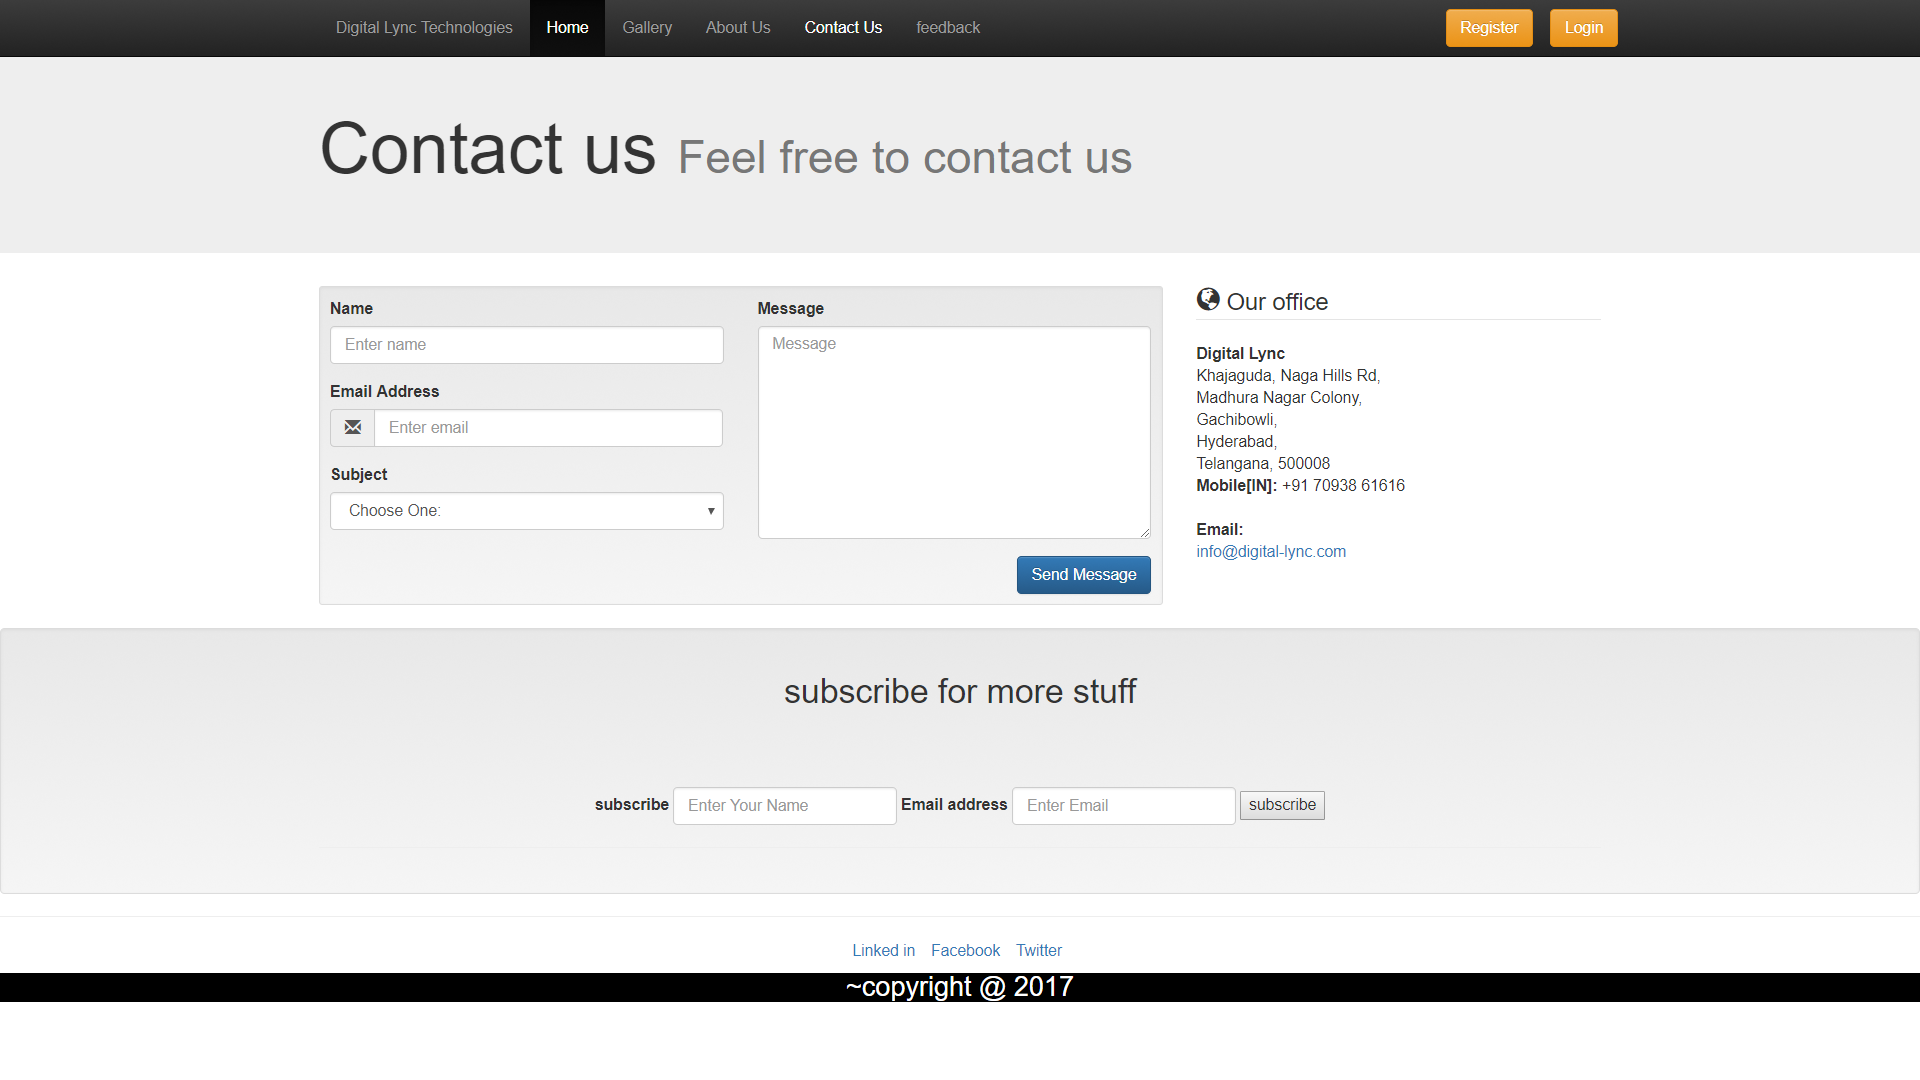 Digital Lync Technologies Home Gallery About Us Contact Us feedback Register Login
Contact us Feel free to contact us
Name
Enter name
Email Address
Enter email
Subject
Choose One:
Message
Message
Send Message
Our office
Digital Lync
Khajaguda, Naga Hills Rd,
Madhura Nagar Colony,
Gachibowli,
Hyderabad,
Telangana, 500008
Mobile[IN]: +91 70938 61616
Email:
info@digital-lync.com
subscribe for more stuff
subscribe Enter Your Name Email address Enter Email subscribe
Linked in Facebook Twitter
~copyright @ 2017